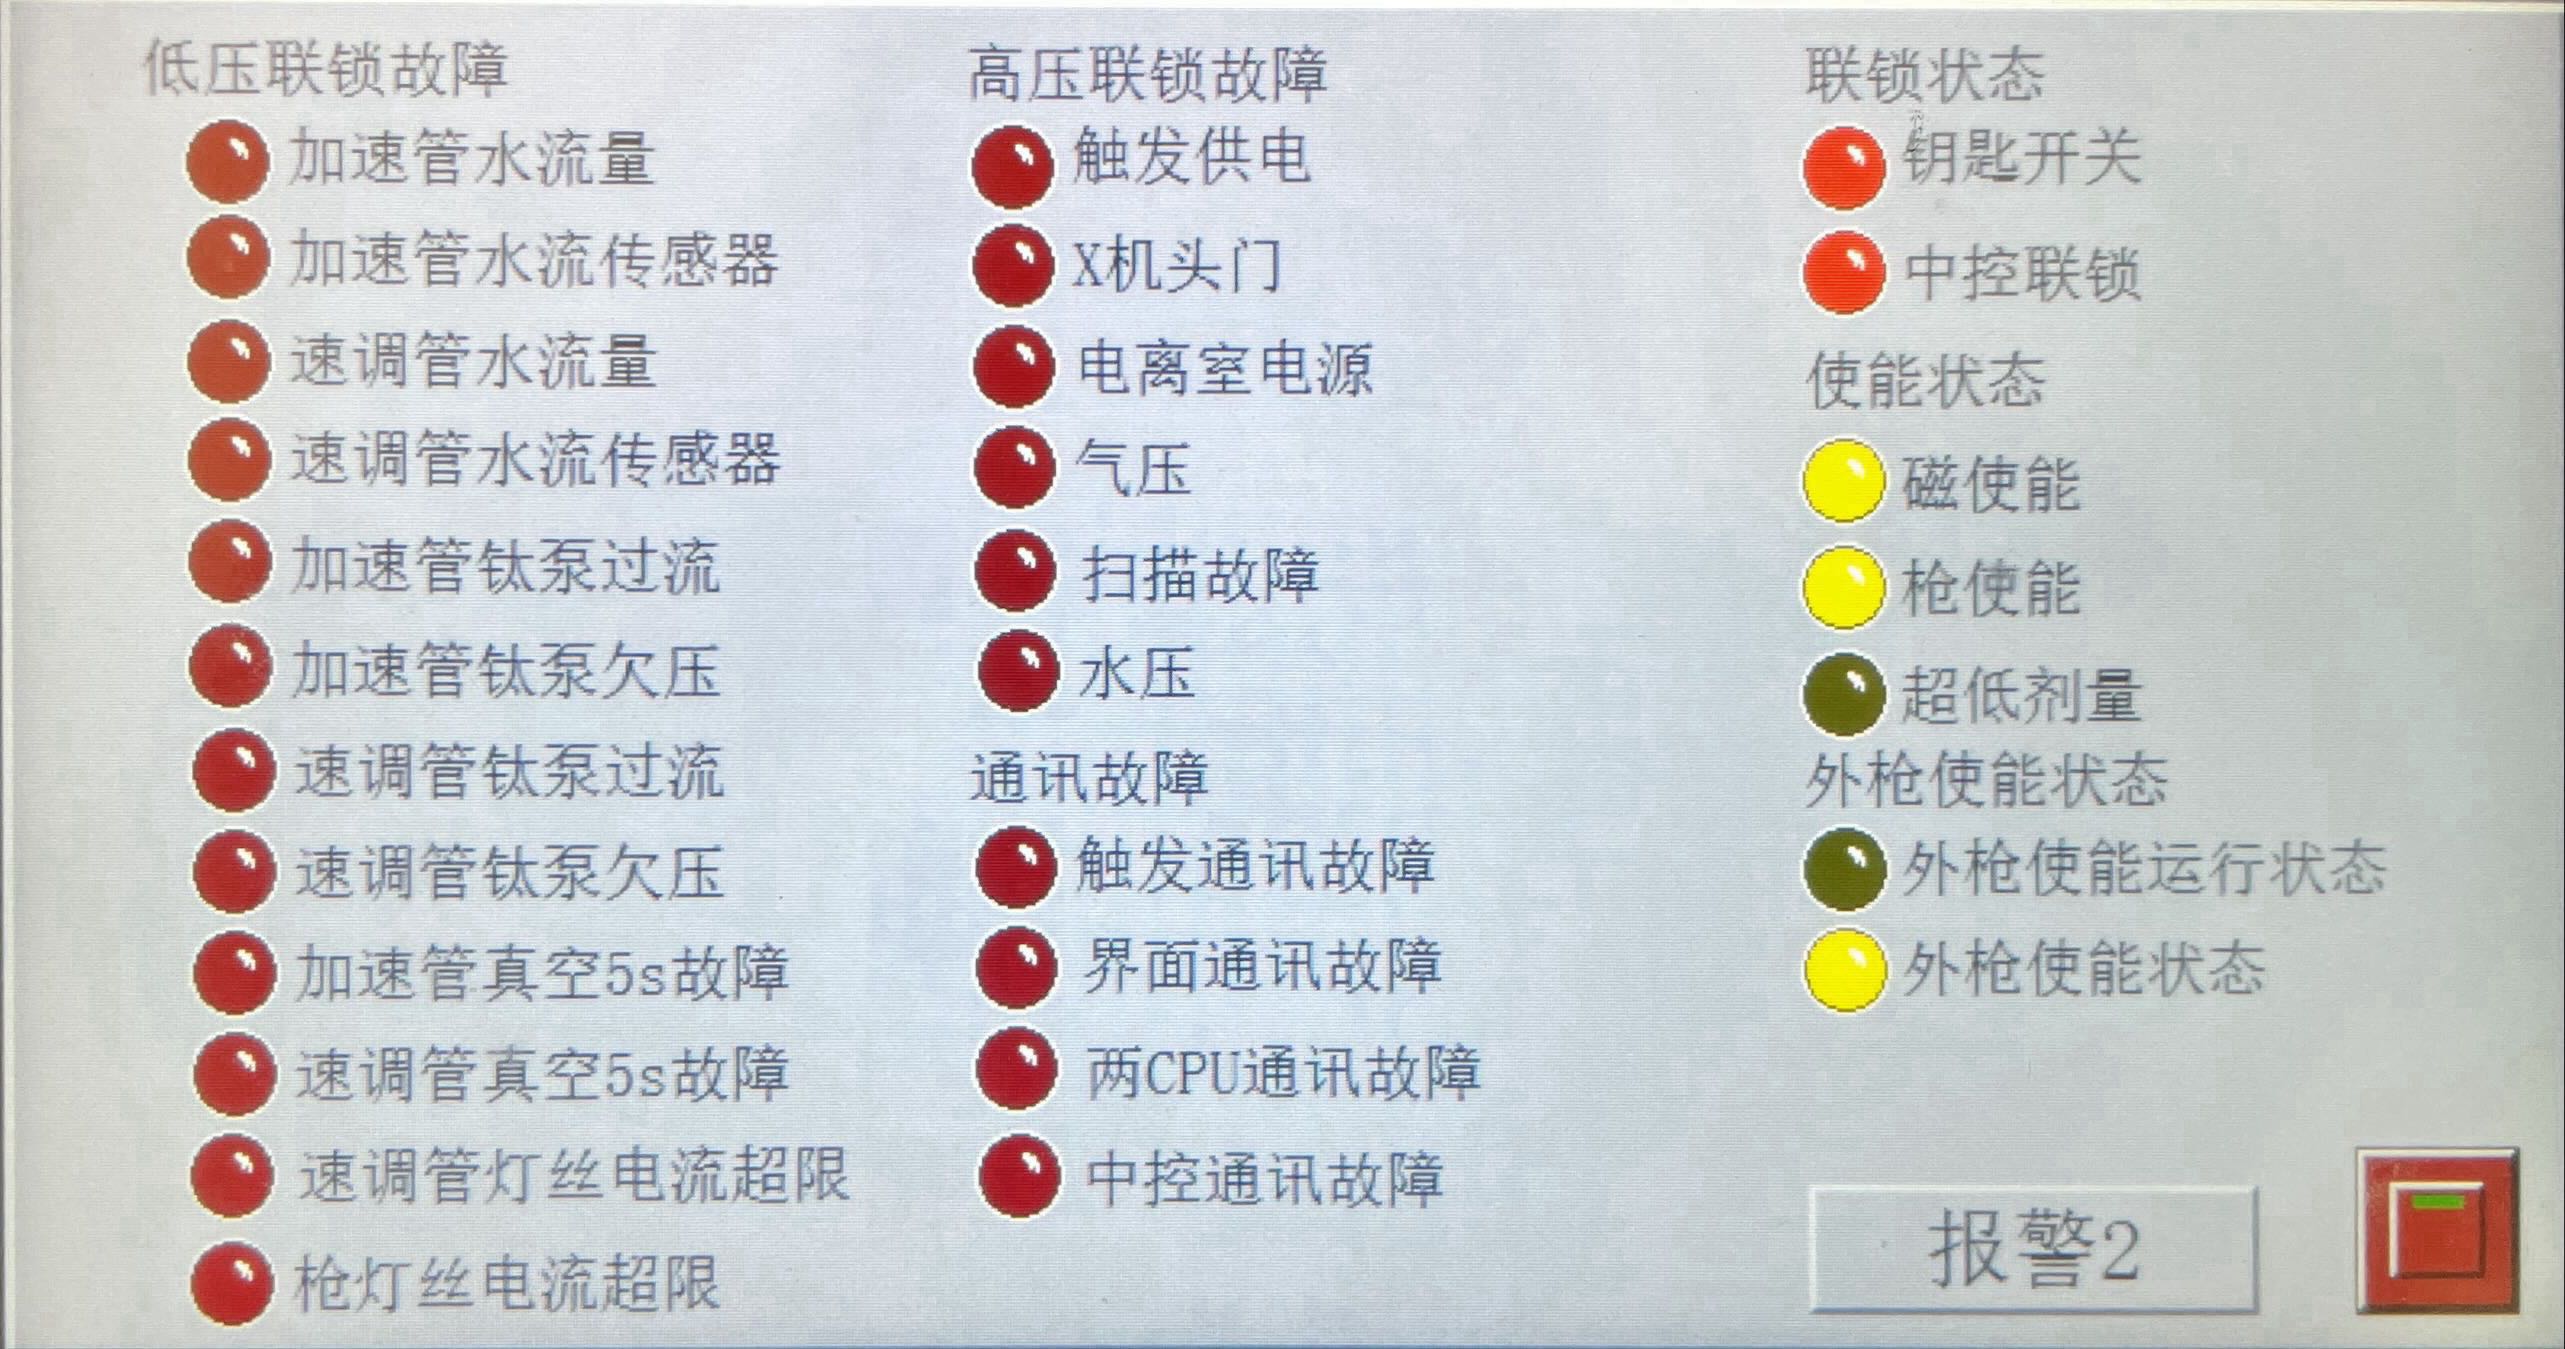 低压联锁故障
加速管水流量
加速管水流传感器
速调管水流量
速调管水流传感器
加速管钛泵过流
加速管钛泵欠压
速调管钛泵过流
速调管钛泵欠压
加速管真空5s故障
速调管真空5s故障
速调管灯丝电流超限
枪灯丝电流超限
高压联锁故障
触发供电
X机头门
电离室电源
气压
扫描故障
水压
通讯故障
触发通讯故障
界面通讯故障
两CPU通讯故障
中控通讯故障
联锁状态
钥匙开关
中控联锁
使能状态
磁使能
枪使能
超低剂量
外枪使能状态
外枪使能运行状态
外枪使能状态
报警2